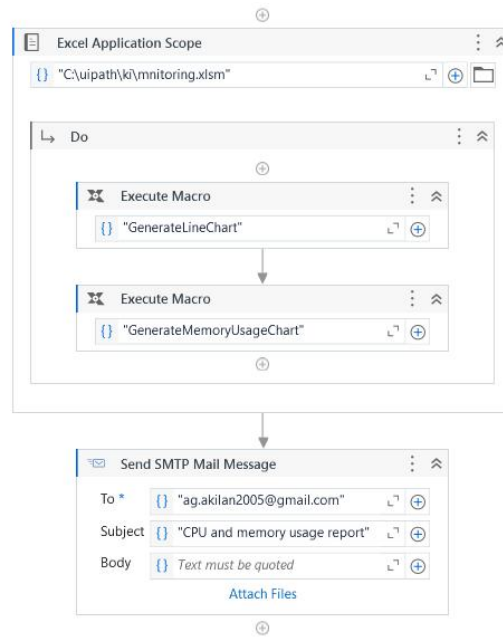 Excel Application Scope
"C:\uipath\ki\mnitoring.xlsm"
Do
Execute Macro
"GenerateLineChart"
Execute Macro
"GenerateMemoryUsageChart"
Send SMTP Mail Message
To * "ag.akilan2005@gmail.com"
Subject "CPU and memory usage report"
Body Text must be quoted
Attach Files